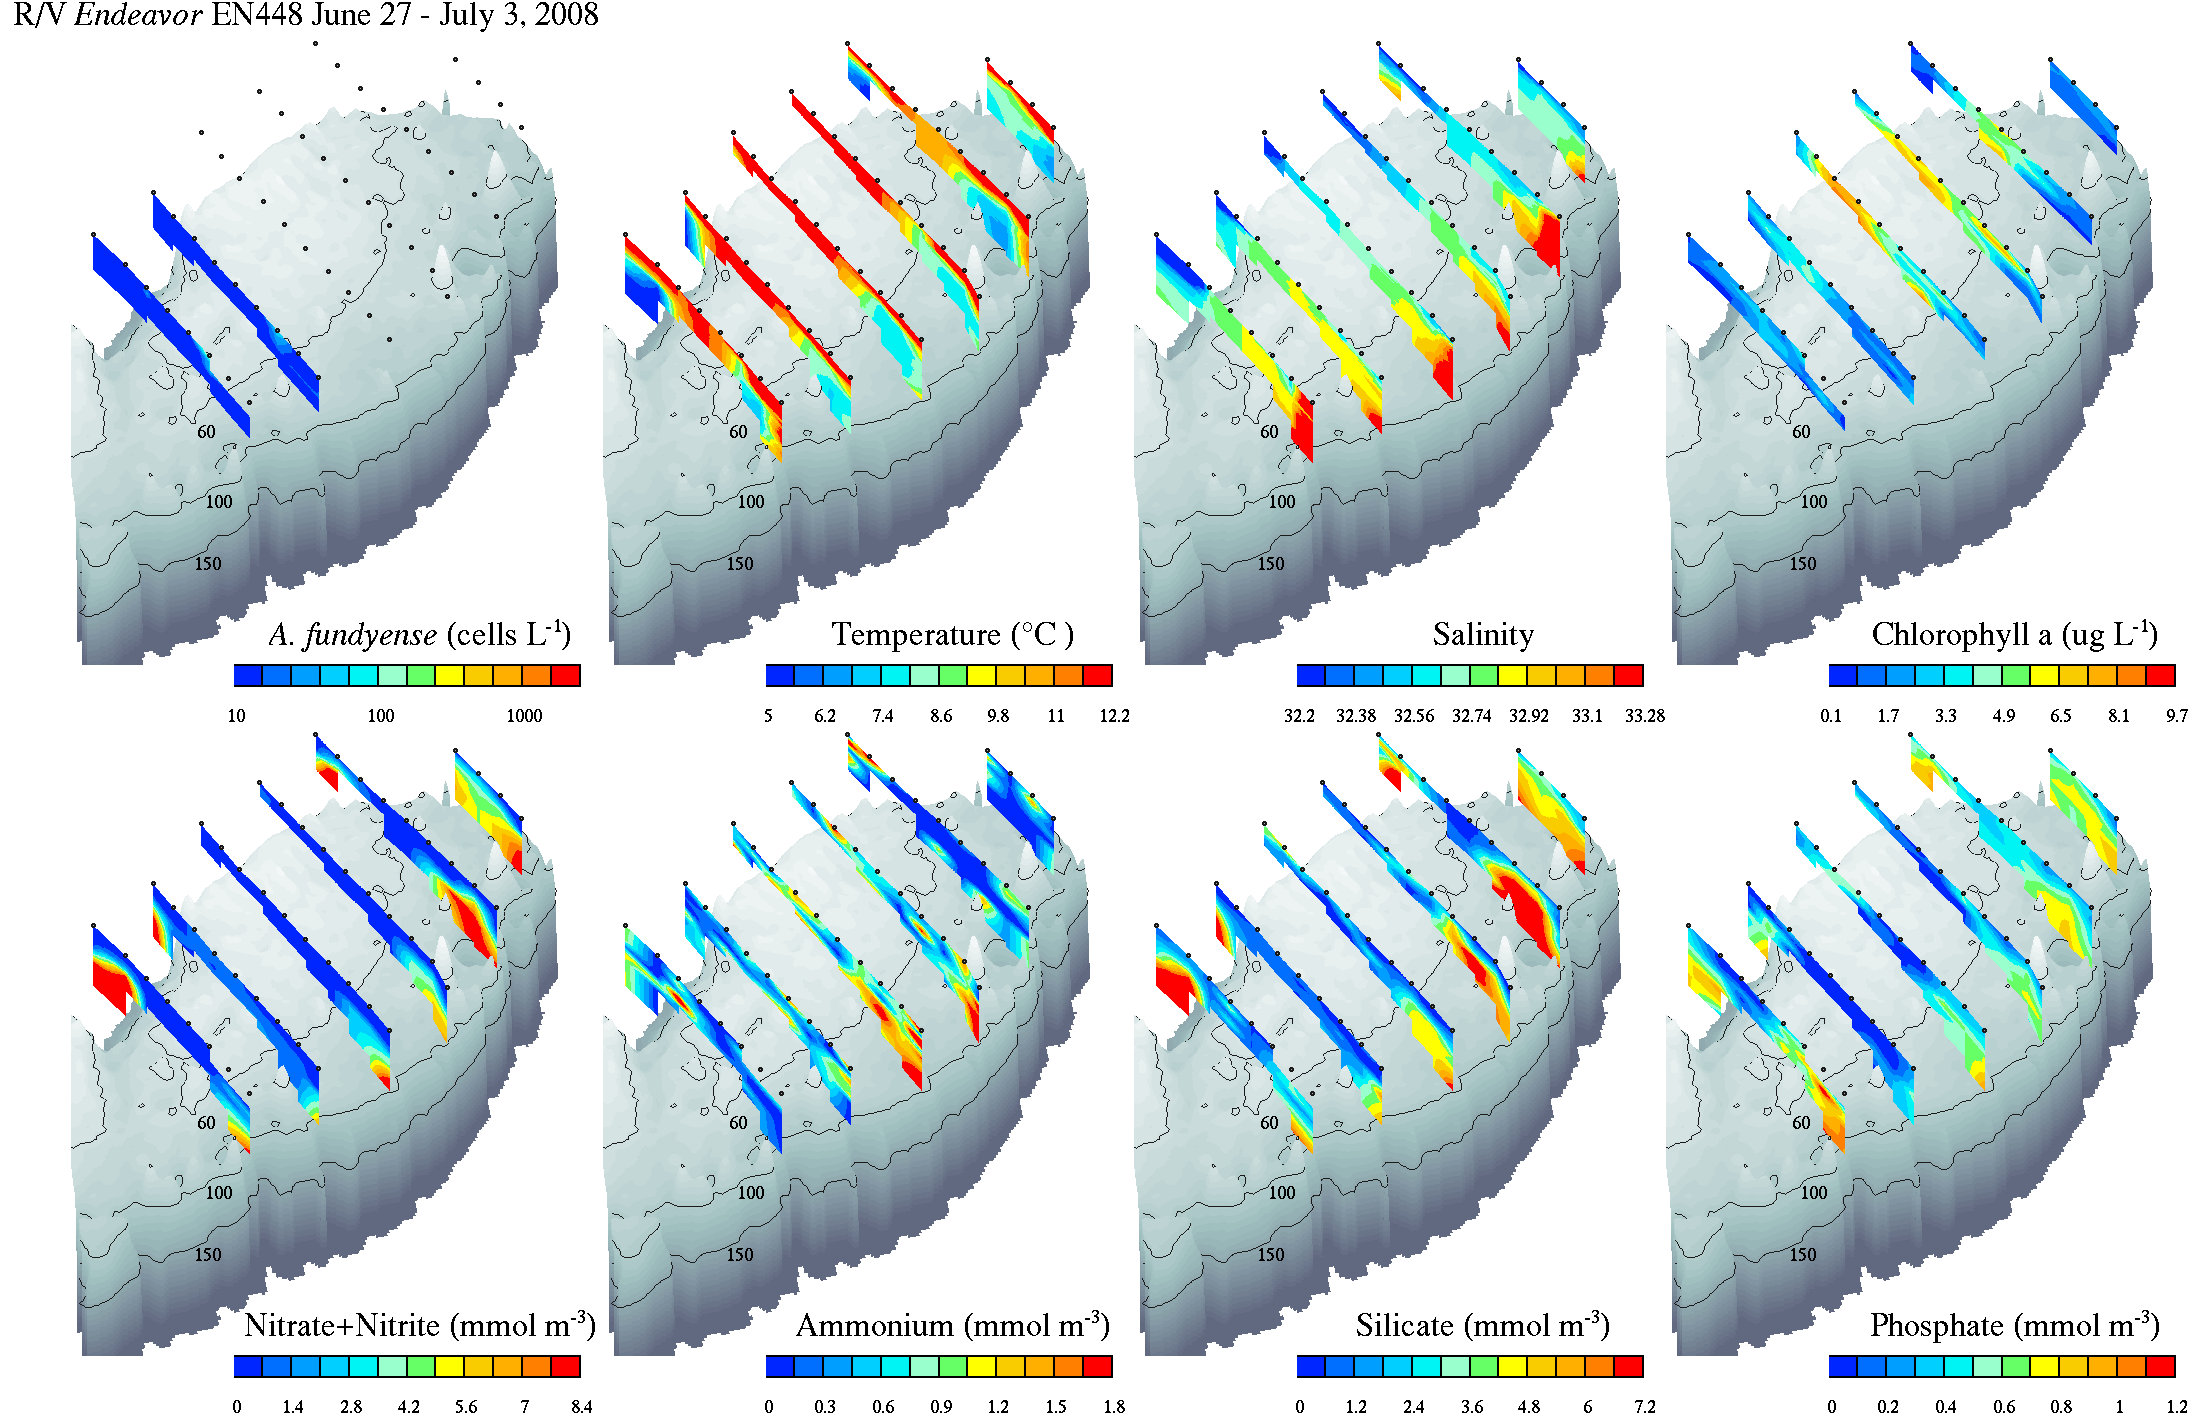 R/V Endeavor EN448 June 27 - July 3, 2008
60
100
150
A. fundyense (cells L-1)
10 100 1000
60
100
150
Temperature (°C )
5 6.2 7.4 8.6 9.8 11 12.2
60
100
150
Salinity
32.2 32.38 32.56 32.74 32.92 33.1 33.28
60
100
150
Chlorophyll a (ug L-1)
0.1 1.7 3.3 4.9 6.5 8.1 9.7
60
100
150
Nitrate+Nitrite (mmol m-3)
0 1.4 2.8 4.2 5.6 7 8.4
60
100
150
Ammonium (mmol m-3)
0 0.3 0.6 0.9 1.2 1.5 1.8
60
100
150
Silicate (mmol m-3)
0 1.2 2.4 3.6 4.8 6 7.2
60
100
150
Phosphate (mmol m-3)
0 0.2 0.4 0.6 0.8 1 1.2